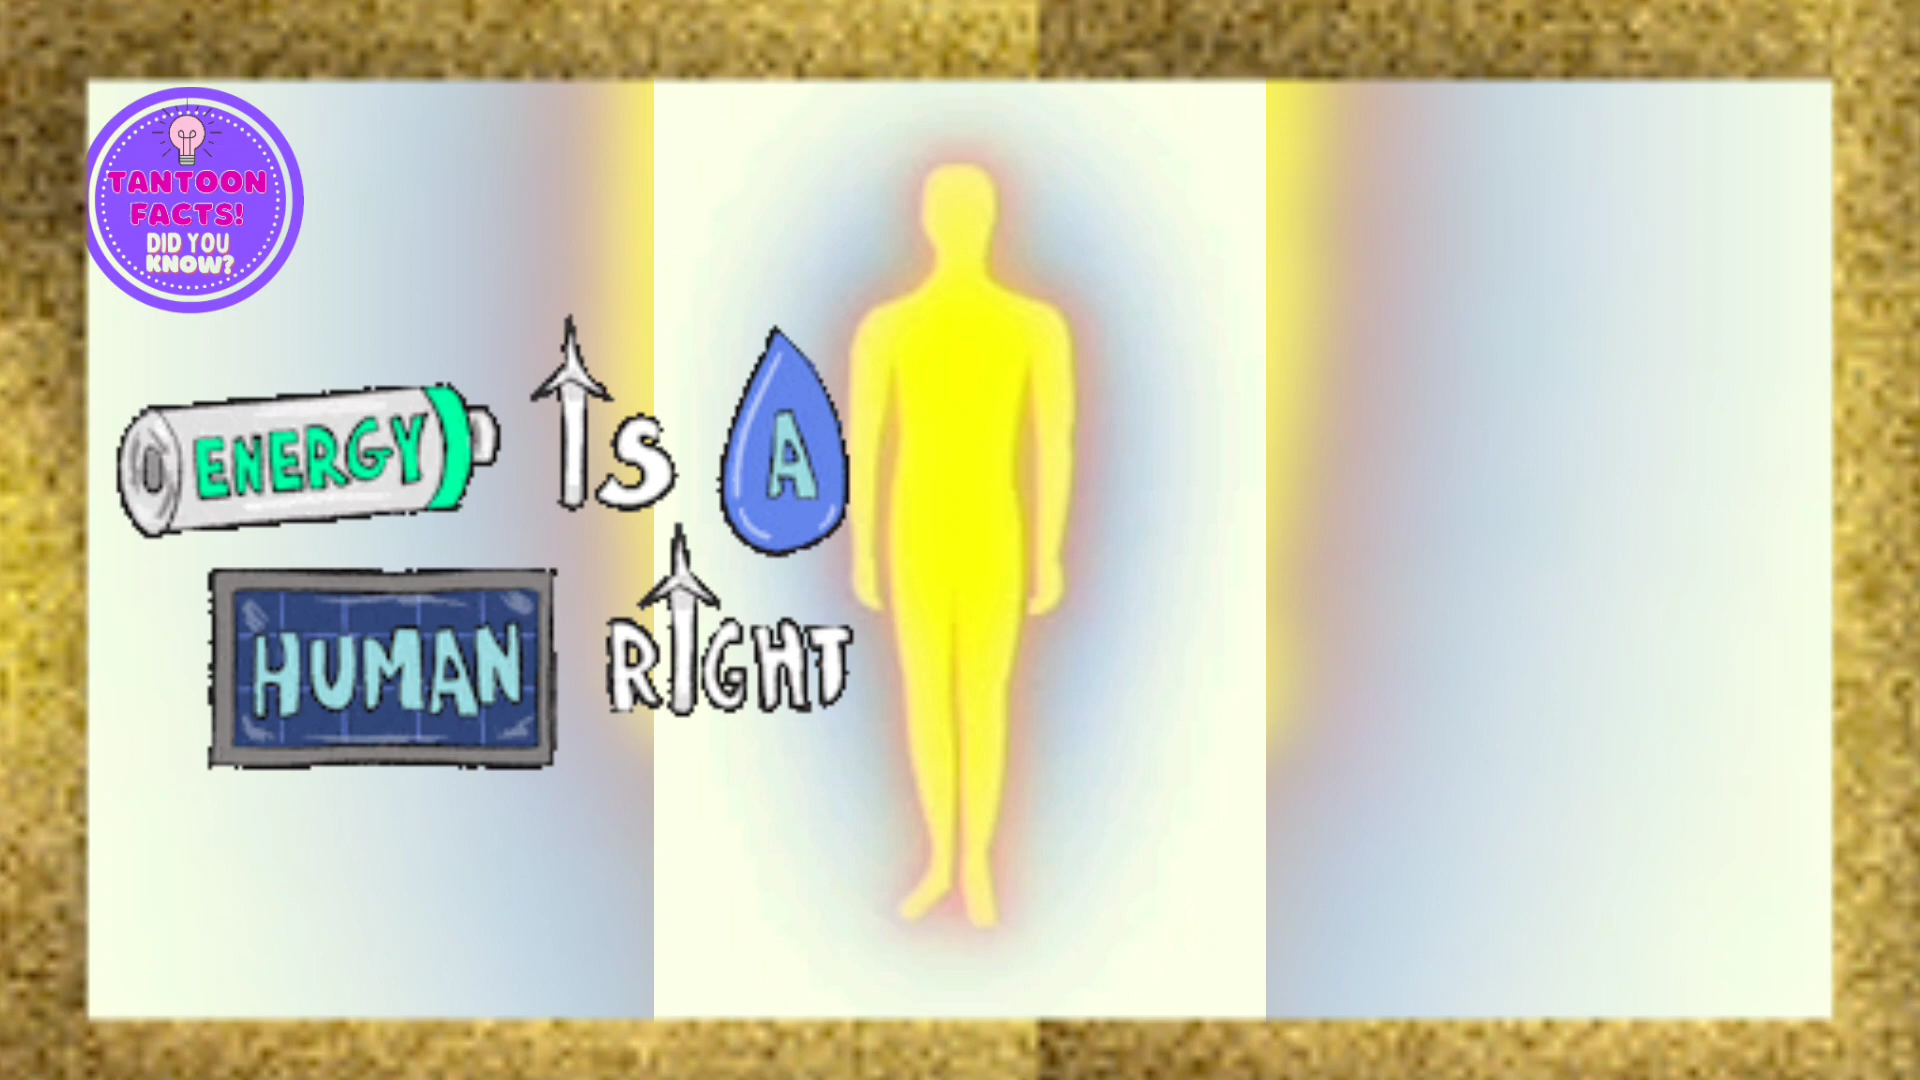 TANTOON
FACTS!
DID YOU
KNOW?
ENERGY IS A
HUMAN RIGHT